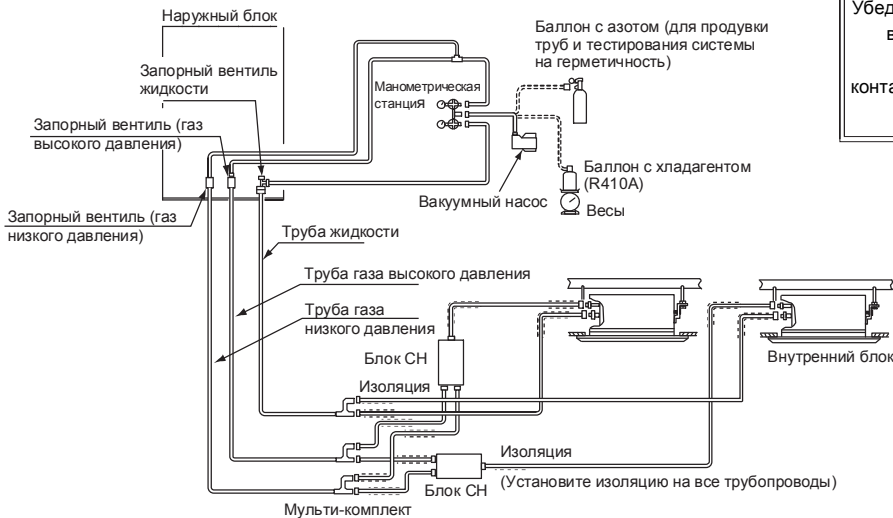 Наружный блок
Запорный вентиль
жидкости
Запорный вентиль (газ
высокого давления)
Запорный вентиль (газ
низкого давления)
Манометрическая
станция
Баллон с азотом (для продувки
труб и тестирования системы
на герметичность)
Вакуумный насос
Баллон с хладагентом
(R410A)
Весы
Труба жидкости
Труба газа высокого давления
Труба газа
низкого давления
Блок СН
Внутренний блок
Изоляция
Изоляция
(Установите изоляцию на все трубопроводы)
Блок СН
Мульти-комплект